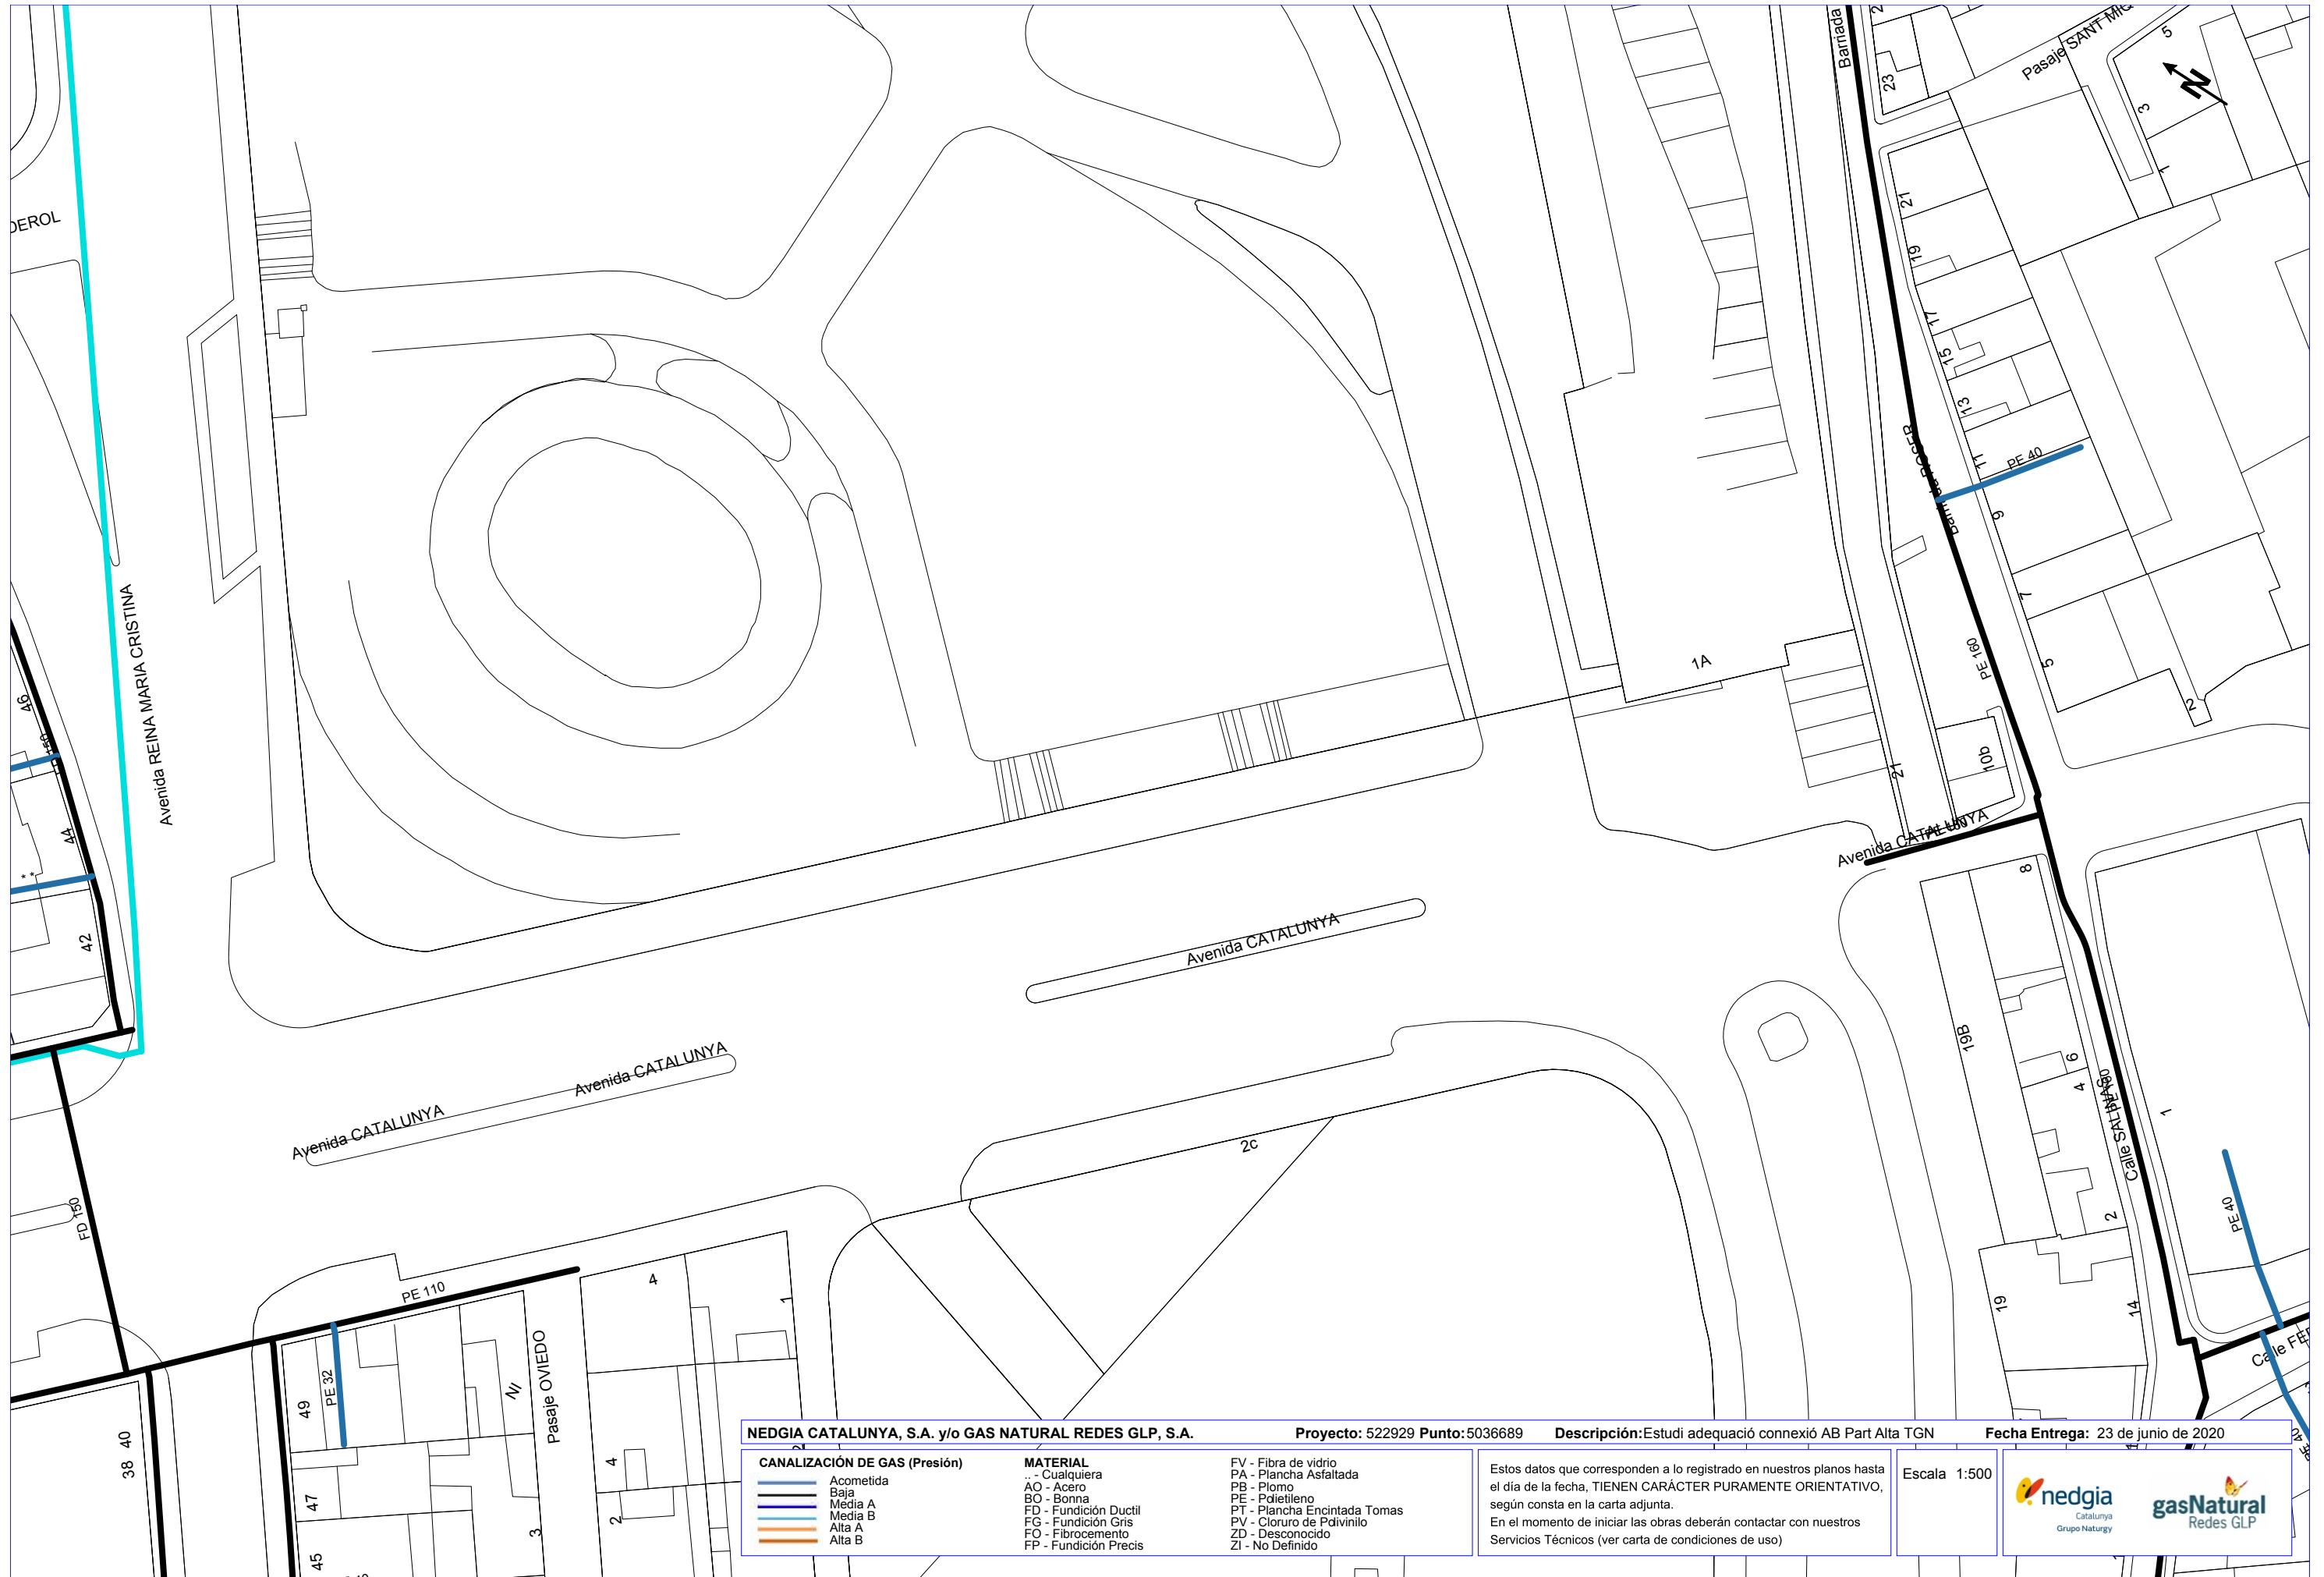 Barriada
23
Pasaje SANT MIQ
5
N
3
1
DEROL
21
19
17
15
13
11
PE 40
Barriada ROSER
9
7
5
2
PE 160
1A
Avenida REINA MARIA CRISTINA
46
44
42
* *
21
10b
Avenida CATALUNYA
8
Avenida CATALUNYA
19B
6
4
Calle SALINAS
1
2
Avenida CATALUNYA
Avenida CATALUNYA
2c
FD 150
PE 40
PE 110
4
1
19
14
PE 32
49
NI
Pasaje OVIEDO
38 40
47
45
3
4
2
NEDGIA CATALUNYA, S.A. y/o GAS NATURAL REDES GLP, S.A. Proyecto: 522929 Punto:5036689 Descripción:Estudi adequació connexió AB Part Alta TGN Fecha Entrega: 23 de junio de 2020
CANALIZACIÓN DE GAS (Presión)
Acometida
Baja
Media A
Media B
Alta A
Alta B
MATERIAL
.. - Cualquiera
AO - Acero
BO - Bonna
FD - Fundición Ductil
FG - Fundición Gris
FO - Fibrocemento
FP - Fundición Precis
FV - Fibra de vidrio
PA - Plancha Asfaltada
PB - Plomo
PE - Polietileno
PT - Plancha Encintada Tomas
PV - Cloruro de Polivinilo
ZD - Desconocido
ZI - No Definido
Estos datos que corresponden a lo registrado en nuestros planos hasta
el día de la fecha, TIENEN CARÁCTER PURAMENTE ORIENTATIVO,
según consta en la carta adjunta.
En el momento de iniciar las obras deberán contactar con nuestros
Servicios Técnicos (ver carta de condiciones de uso)
Escala 1:500
nedgia
Catalunya
Grupo Naturgy
gasNatural
Redes GLP